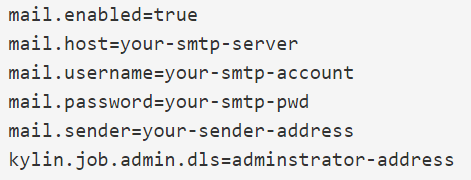 mail.enabled=true
mail.host=your-smtp-server
mail.username=your-smtp-account
mail.password=your-smtp-pwd
mail.sender=your-sender-address
kylin.job.admin.dls=adminstrator-address